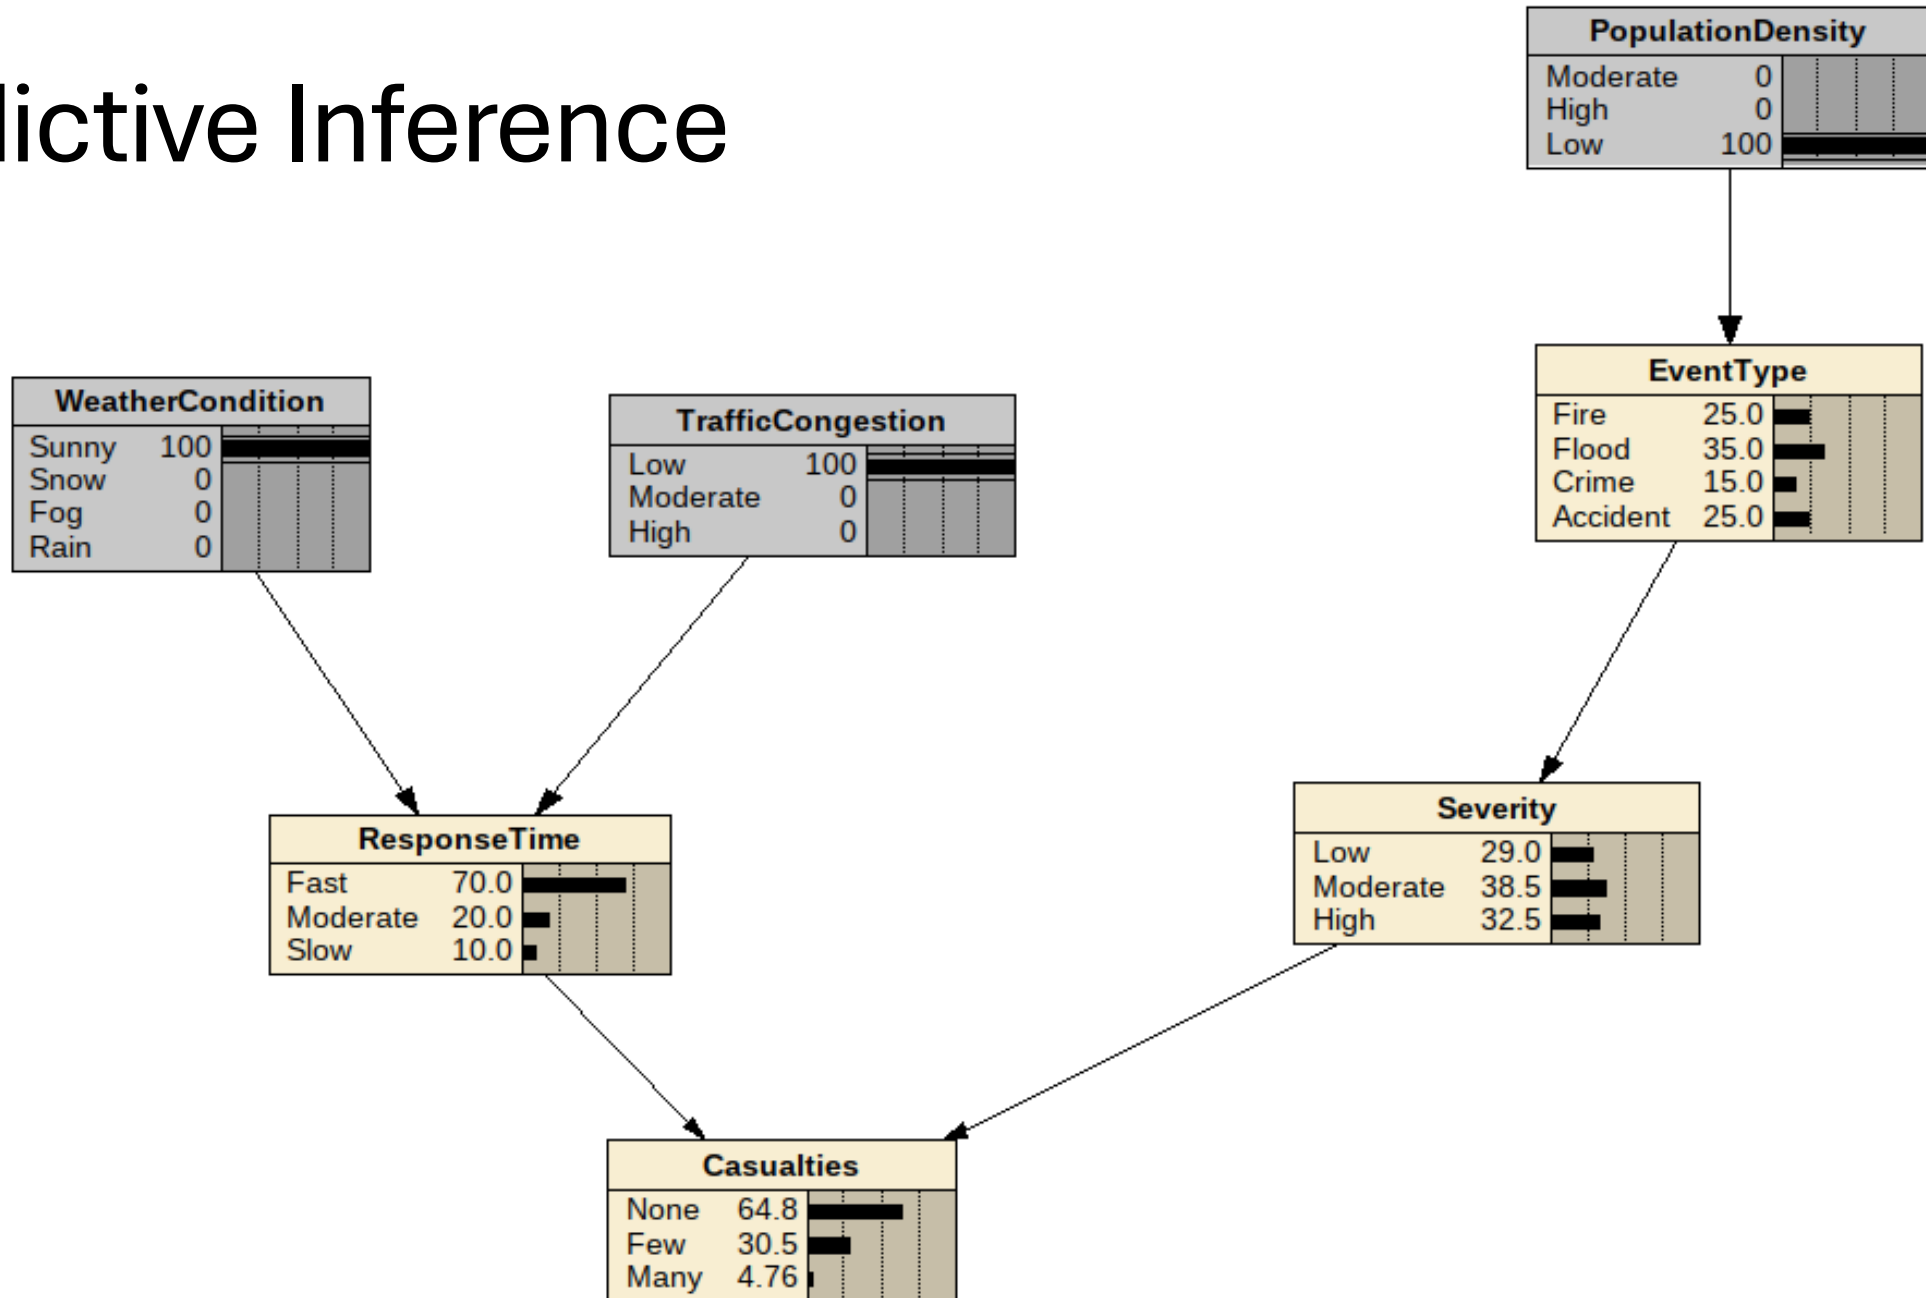 dictive Inference
PopulationDensity
Moderate 0
High 0
Low 100
WeatherCondition
Sunny 100
Snow 0
Fog 0
Rain 0
TrafficCongestion
Low 100
Moderate 0
High 0
EventType
Fire 25.0
Flood 35.0
Crime 15.0
Accident 25.0
ResponseTime
Fast 70.0
Moderate 20.0
Slow 10.0
Severity
Low 29.0
Moderate 38.5
High 32.5
Casualties
None 64.8
Few 30.5
Many 4.76